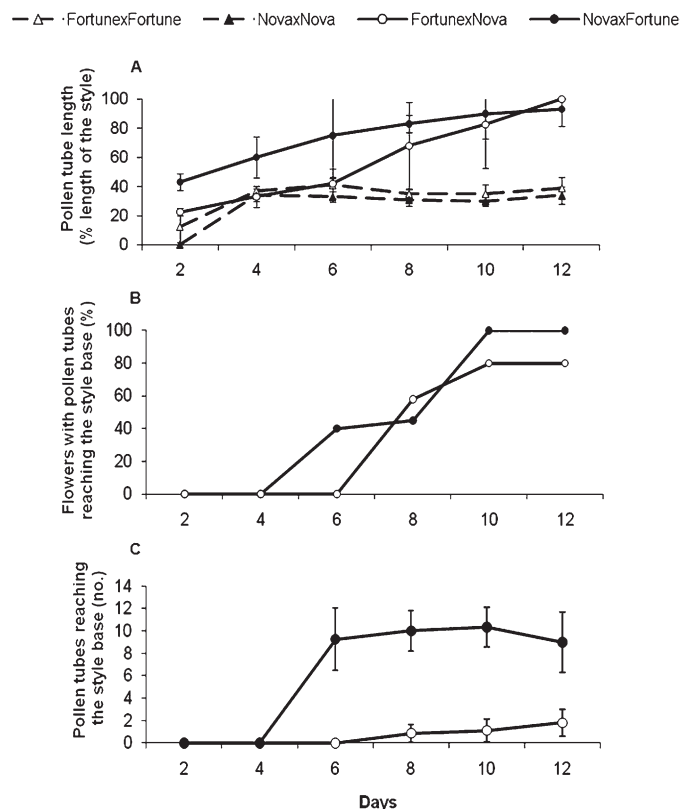 ·FortunexFortune ·NovaxNova FortunexNova NovaxFortune
A
Pollen tube length
(% length of the style)
100
80
60
40
20
0
2 4 6 8 10 12
B
Flowers with pollen tubes
reaching the style base (%)
100
80
60
40
20
0
2 4 6 8 10 12
C
Pollen tubes reaching
the style base (no.)
14
12
10
8
6
4
2
0
2 4 6 8 10 12
Days